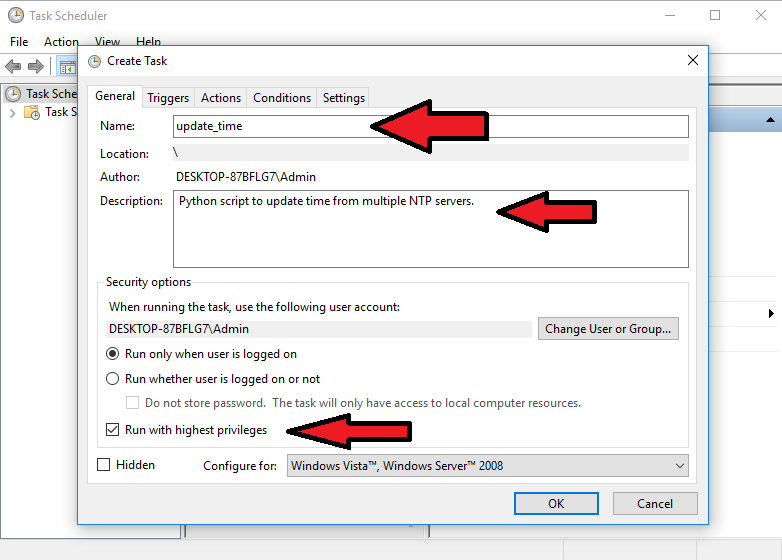 Task Scheduler
File Action View Help
Create Task
Task Sche
Task S
General Triggers Actions Conditions Settings
Name: update_time
Location: \
Author: DESKTOP-87BFLG7\Admin
Description: Python script to update time from multiple NTP servers.
Security options
When running the task, use the following user account:
DESKTOP-87BFLG7\Admin Change User or Group...
Run only when user is logged on
Run whether user is logged on or not
Do not store password. The task will only have access to local computer resources.
Run with highest privileges
Hidden Configure for: Windows Vista™, Windows Server™ 2008
OK Cancel